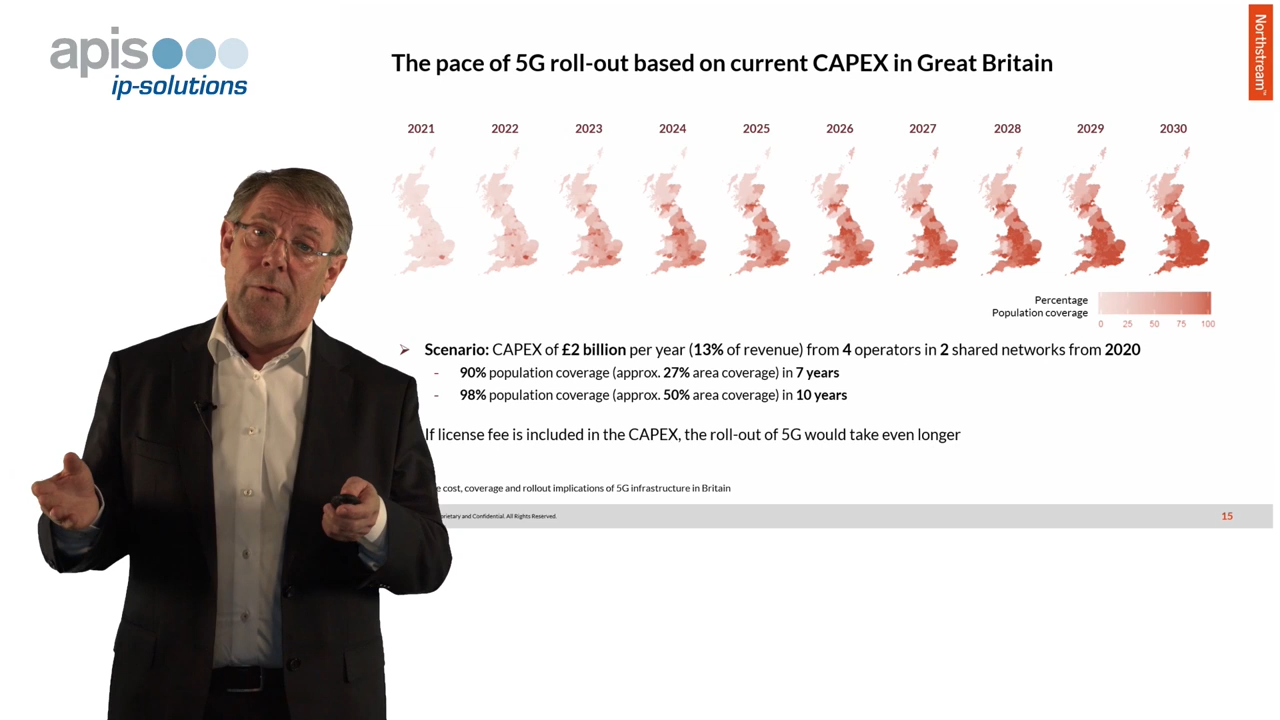 apis
ip-solutions
Northstream™
The pace of 5G roll-out based on current CAPEX in Great Britain
2021 2022 2023 2024 2025 2026 2027 2028 2029 2030
Percentage
Population coverage
0 25 50 75 100
➢ Scenario: CAPEX of £2 billion per year (13% of revenue) from 4 operators in 2 shared networks from 2020
- 90% population coverage (approx. 27% area coverage) in 7 years
- 98% population coverage (approx. 50% area coverage) in 10 years
If license fee is included in the CAPEX, the roll-out of 5G would take even longer
cost, coverage and rollout implications of 5G infrastructure in Britain
and Confidential. All Rights Reserved.
15